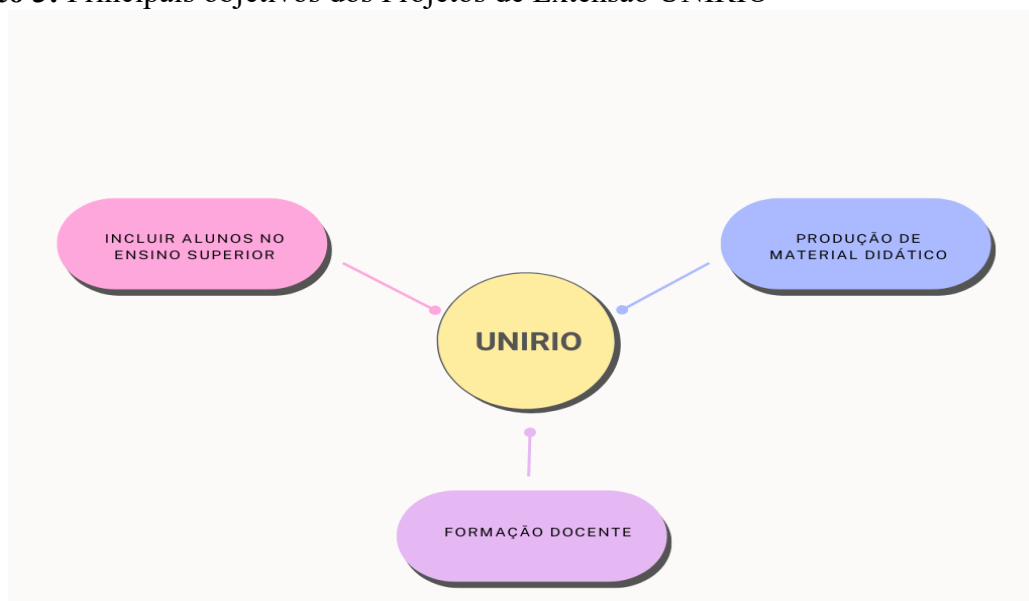 3: Principais objetivos dos Projetos de Extensão UNIRIO
INCLUIR ALUNOS NO
ENSINO SUPERIOR
PRODUÇÃO DE
MATERIAL DIDÁTICO
UNIRIO
FORMAÇÃO DOCENTE